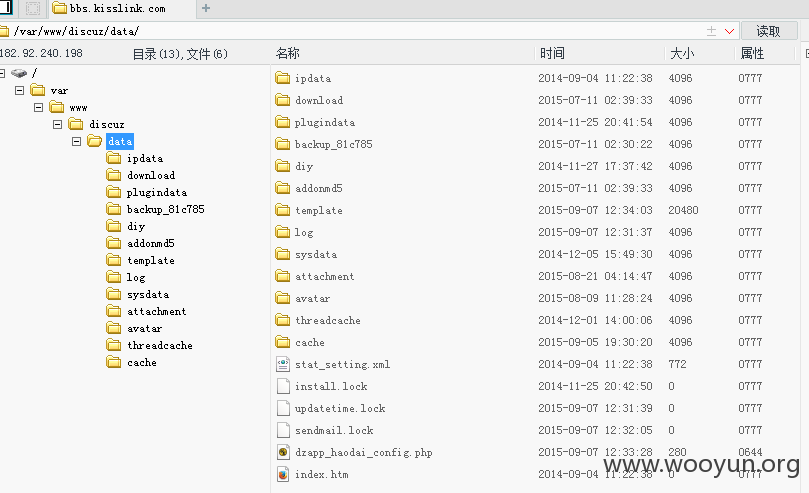 bbs.kisslink.com
/var/www/discuz/data/
读取
182.92.240.198
目录(13),文件(6)
名称 时间 大小 属性
/
var
www
discuz
data
ipdata
download
plugindata
backup_81c785
diy
addonmd5
template
log
sysdata
attachment
avatar
threadcache
cache
ipdata 2014-09-04 11:22:38 4096 0777
download 2015-07-11 02:39:33 4096 0777
plugindata 2014-11-25 20:41:54 4096 0777
backup_81c785 2015-07-11 02:30:22 4096 0777
diy 2014-11-27 17:37:42 4096 0777
addonmd5 2015-07-11 02:39:33 4096 0777
template 2015-09-07 12:34:03 20480 0777
log 2015-09-07 12:31:37 4096 0777
sysdata 2014-12-05 15:49:30 4096 0777
attachment 2015-08-21 04:14:47 4096 0777
avatar 2015-08-09 11:28:24 4096 0777
threadcache 2014-12-01 14:00:06 4096 0777
cache 2015-09-05 19:30:20 4096 0777
stat_setting.xml 2014-09-04 11:22:38 772 0777
install.lock 2014-11-25 20:42:50 0 0777
updatetime.lock 2015-09-07 12:31:39 0 0777
sendmail.lock 2015-09-07 12:32:05 0 0777
dzapp_haodai_config.php 2015-09-07 12:33:28 280 0644
index.htm 2014-09-04 11:22:38 0 0777
www.wooyun.org